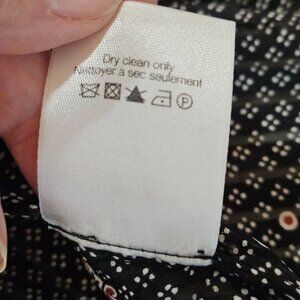 Dry clean only
Nettoyer à sec seulement
P